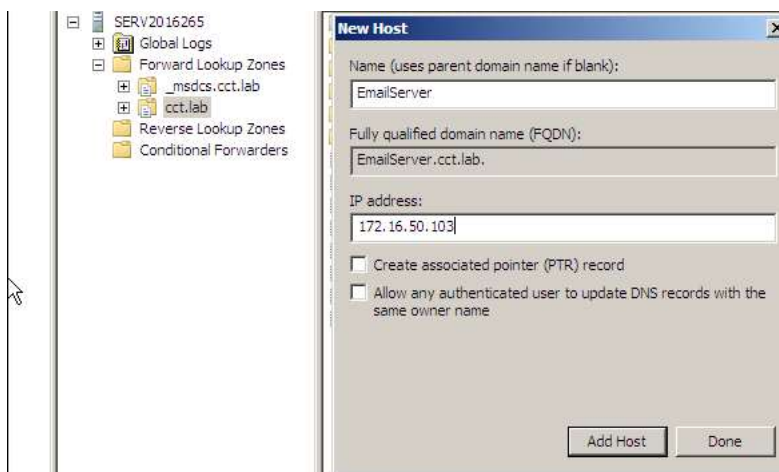 SERV2016265
Global Logs
Forward Lookup Zones
_msdcs.cct.lab
cct.lab
Reverse Lookup Zones
Conditional Forwarders
New Host
Name (uses parent domain name if blank):
EmailServer
Fully qualified domain name (FQDN):
EmailServer.cct.lab.
IP address:
172.16.50.103
Create associated pointer (PTR) record
Allow any authenticated user to update DNS records with the
same owner name
Add Host
Done